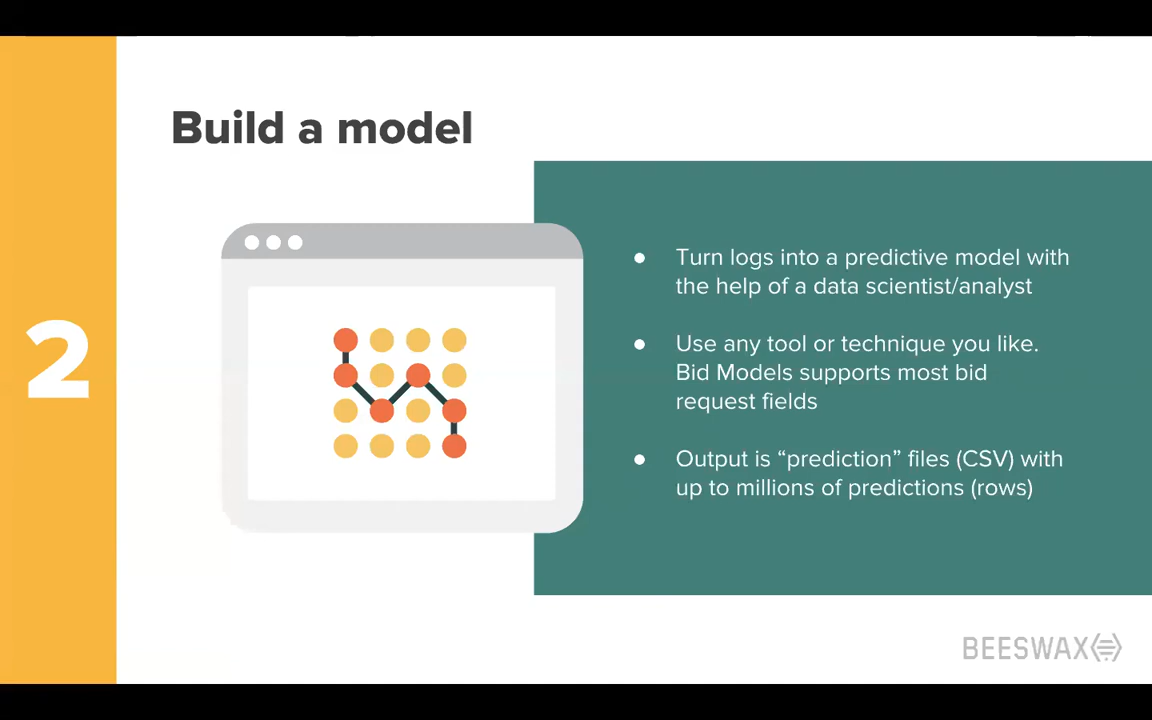 Build a model
2
● Turn logs into a predictive model with
the help of a data scientist/analyst
● Use any tool or technique you like.
Bid Models supports most bid
request fields
● Output is “prediction” files (CSV) with
up to millions of predictions (rows)
BEESWAX